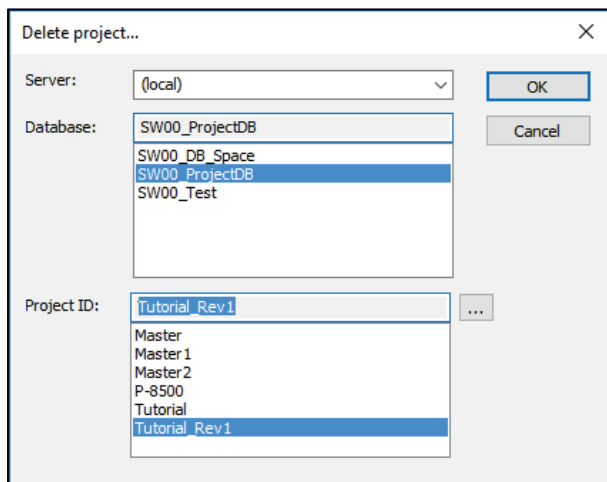 Delete project...
Server:
(local)
OK
Database:
SW00_ProjectDB
Cancel
SW00_DB_Space
SW00_ProjectDB
SW00_Test
Project ID:
Tutorial_Rev1
...
Master
Master1
Master2
P-8500
Tutorial
Tutorial_Rev1